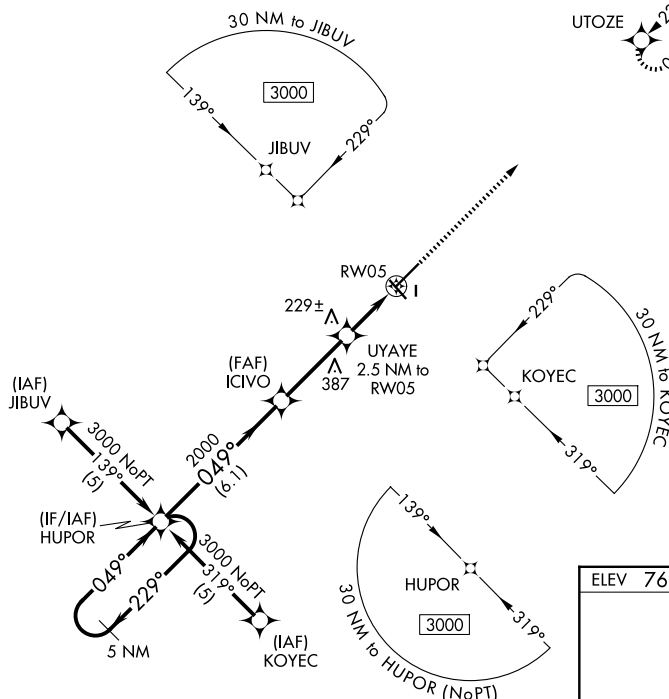 30 NM to JIBUV
3000
139°
229°
JIBUV
UTOZE
RW05
229±
UYAYE
2.5 NM to
RW05
387
(FAF)
ICIVO
(IAF)
JIBUV
3000 NoPT
139°
(5)
2000
049°
(6.1)
(IF/IAF)
HUPOR
049°
229°
5 NM
3000 NoPT
319°
(5)
(IAF)
KOYEC
229°
30 NM to KOYEC
KOYEC
3000
319°
139°
HUPOR
319°
3000
30 NM to HUPOR (NoPT)
ELEV 76